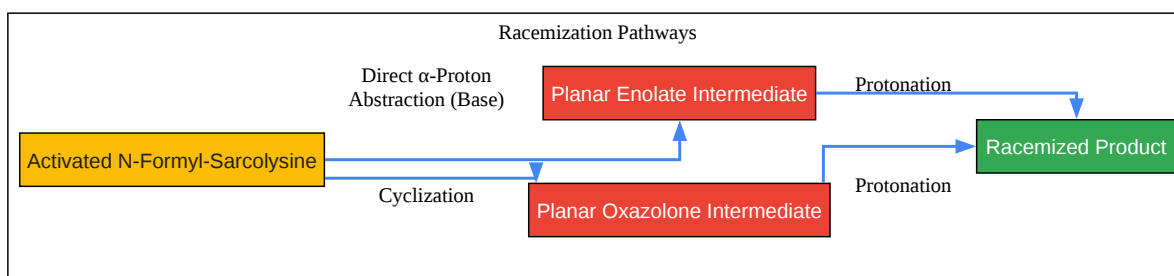 Racemization Pathways
Direct α-Proton
Abstraction (Base)
Planar Enolate Intermediate
Protonation
Activated N-Formyl-Sarcolysine
Racemized Product
Cyclization
Planar Oxazolone Intermediate
Protonation